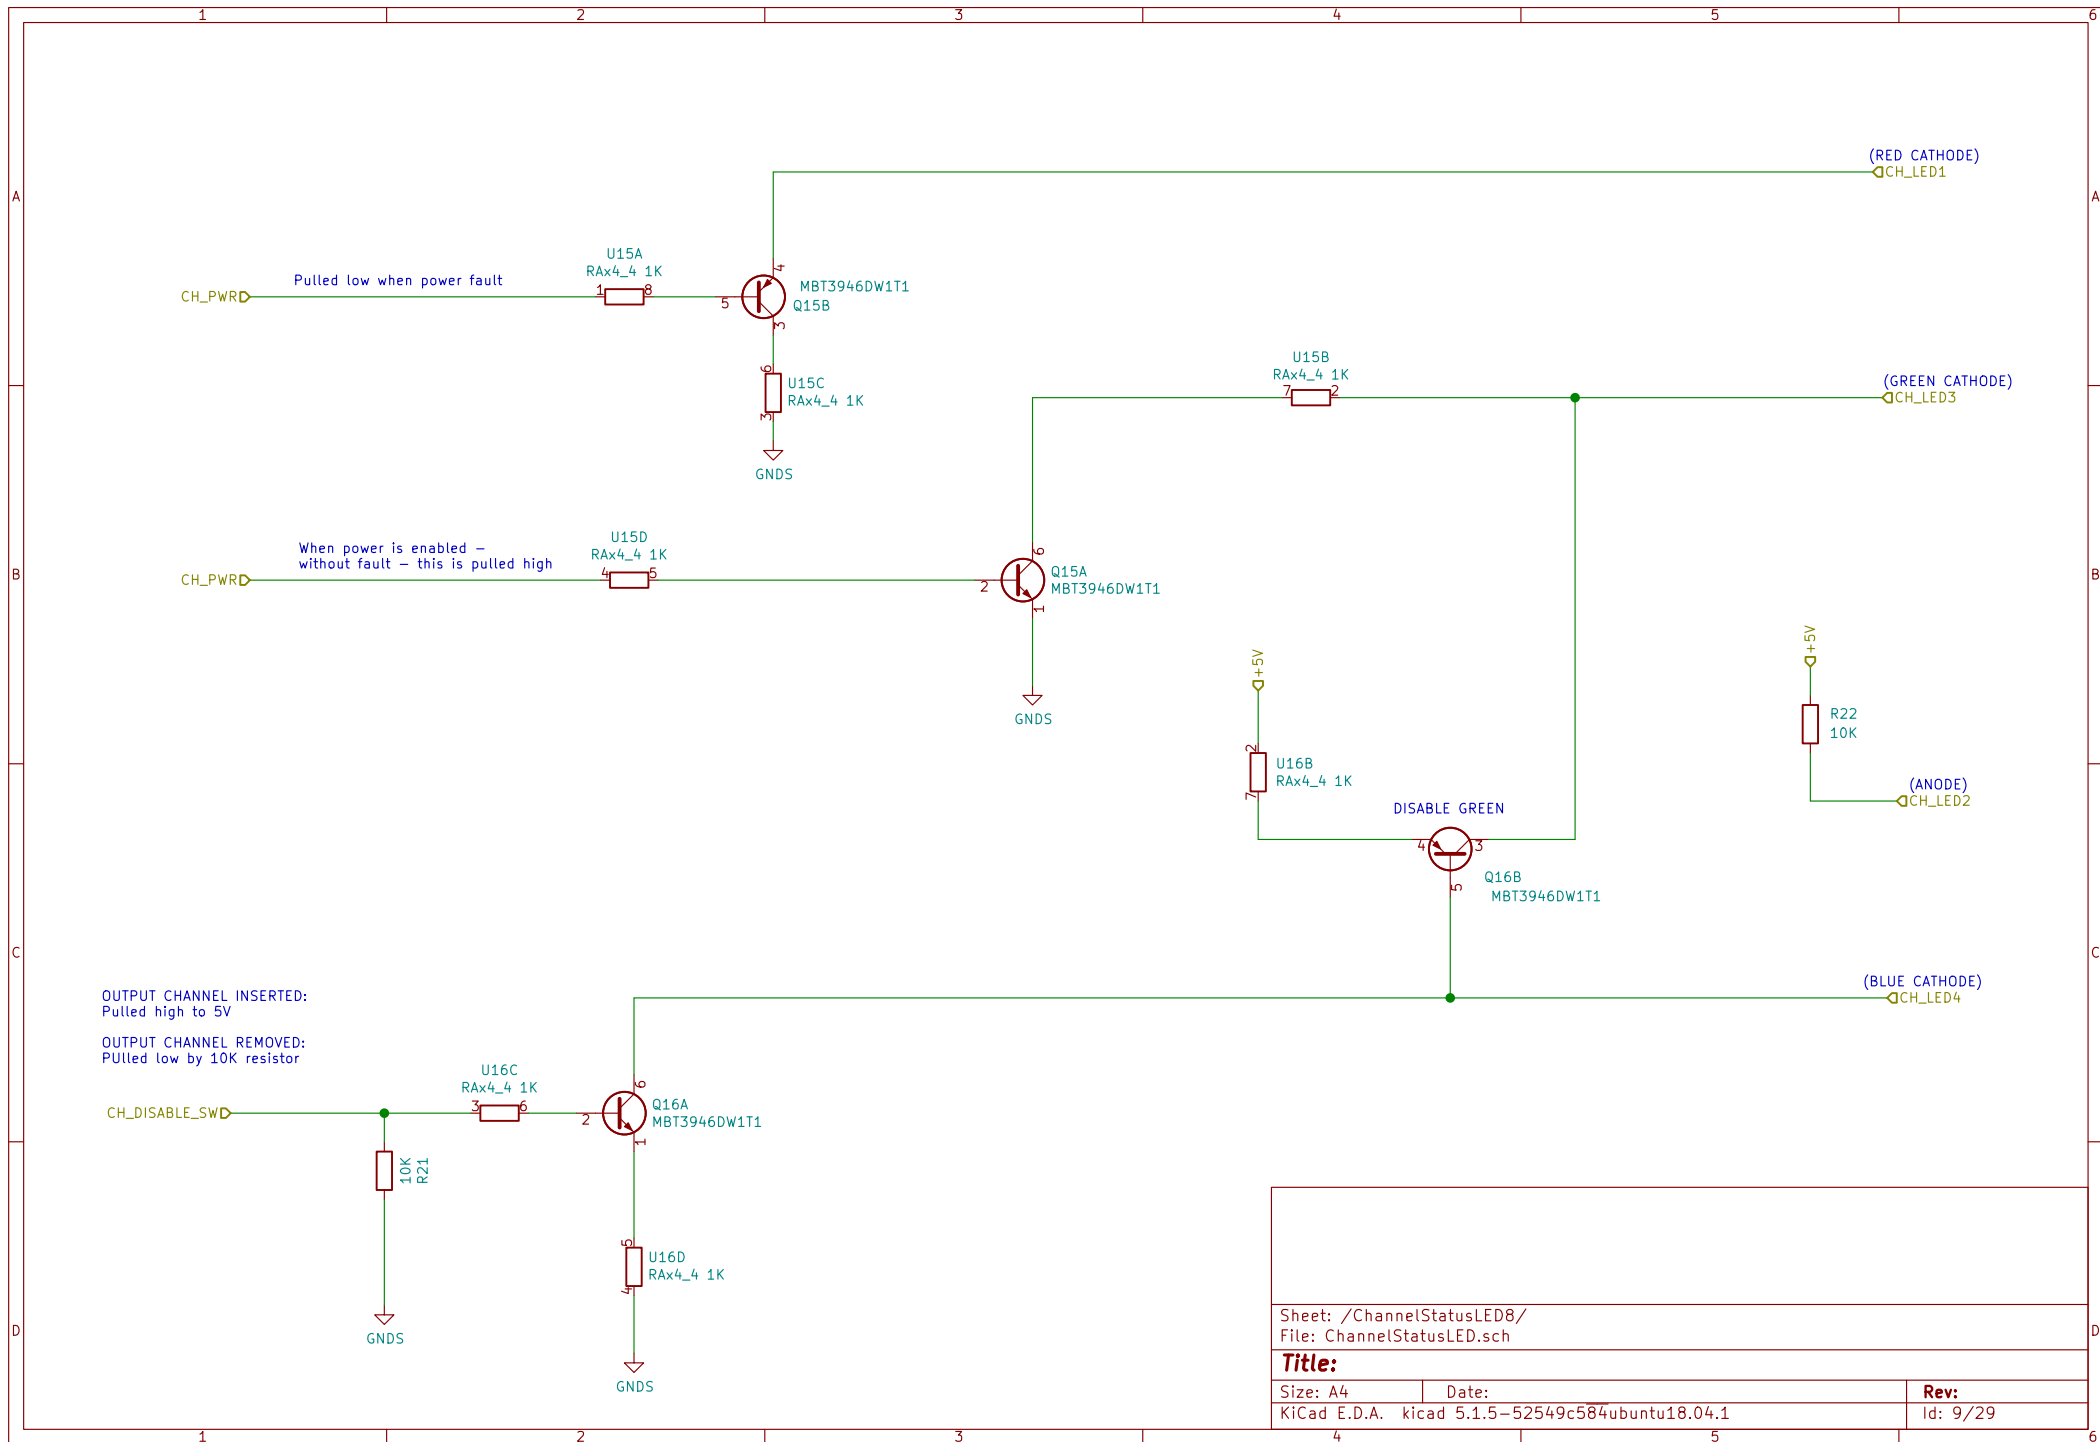 1 2 3 4 5 6
(RED CATHODE)
CH_LED1
A A
U15A
RAx4_4 1K
Pulled low when power fault
CH_PWR
1 8
5
4
3
MBT3946DW1T1
Q15B
U15B
RAx4_4 1K
7 2
(GREEN CATHODE)
CH_LED3
6
3
U15C
RAx4_4 1K
GNDS
When power is enabled –
without fault – this is pulled high
U15D
RAx4_4 1K
CH_PWR
4 5
2
6
1
Q15A
MBT3946DW1T1
B B
GNDS
+5V
+5V
R22
10K
2
7
U16B
RAx4_4 1K
(ANODE)
CH_LED2
DISABLE GREEN
4 3
5
Q16B
MBT3946DW1T1
C C
(BLUE CATHODE)
CH_LED4
OUTPUT CHANNEL INSERTED:
Pulled high to 5V
OUTPUT CHANNEL REMOVED:
PUlled low by 10K resistor
U16C
RAx4_4 1K
CH_DISABLE_SW
3 6
2
6
1
Q16A
MBT3946DW1T1
10K
R21
GNDS
5
4
U16D
RAx4_4 1K
GNDS
D D
Sheet: /ChannelStatusLED8/
File: ChannelStatusLED.sch
Title:
Size: A4 Date: Rev:
KiCad E.D.A. kicad 5.1.5-52549c584ubuntu18.04.1 Id: 9/29
1 2 3 4 5 6